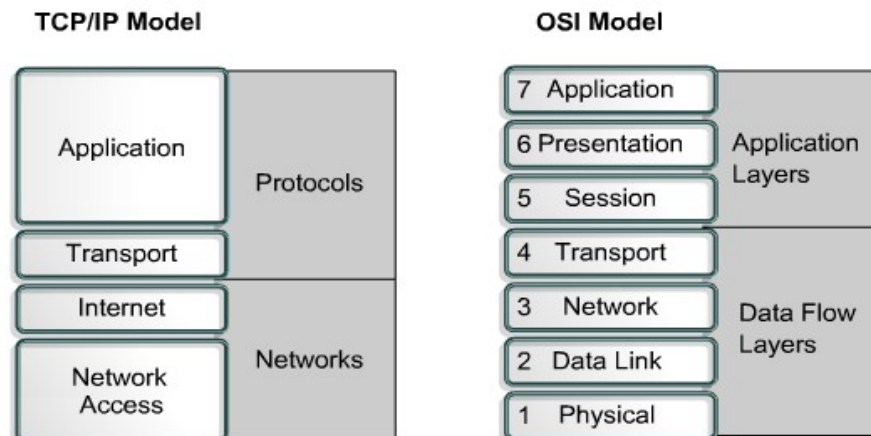 TCP/IP Model
Application
Transport
Internet
Network
Access
Protocols
Networks
OSI Model
7 Application
6 Presentation
5 Session
4 Transport
3 Network
2 Data Link
1 Physical
Application
Layers
Data Flow
Layers